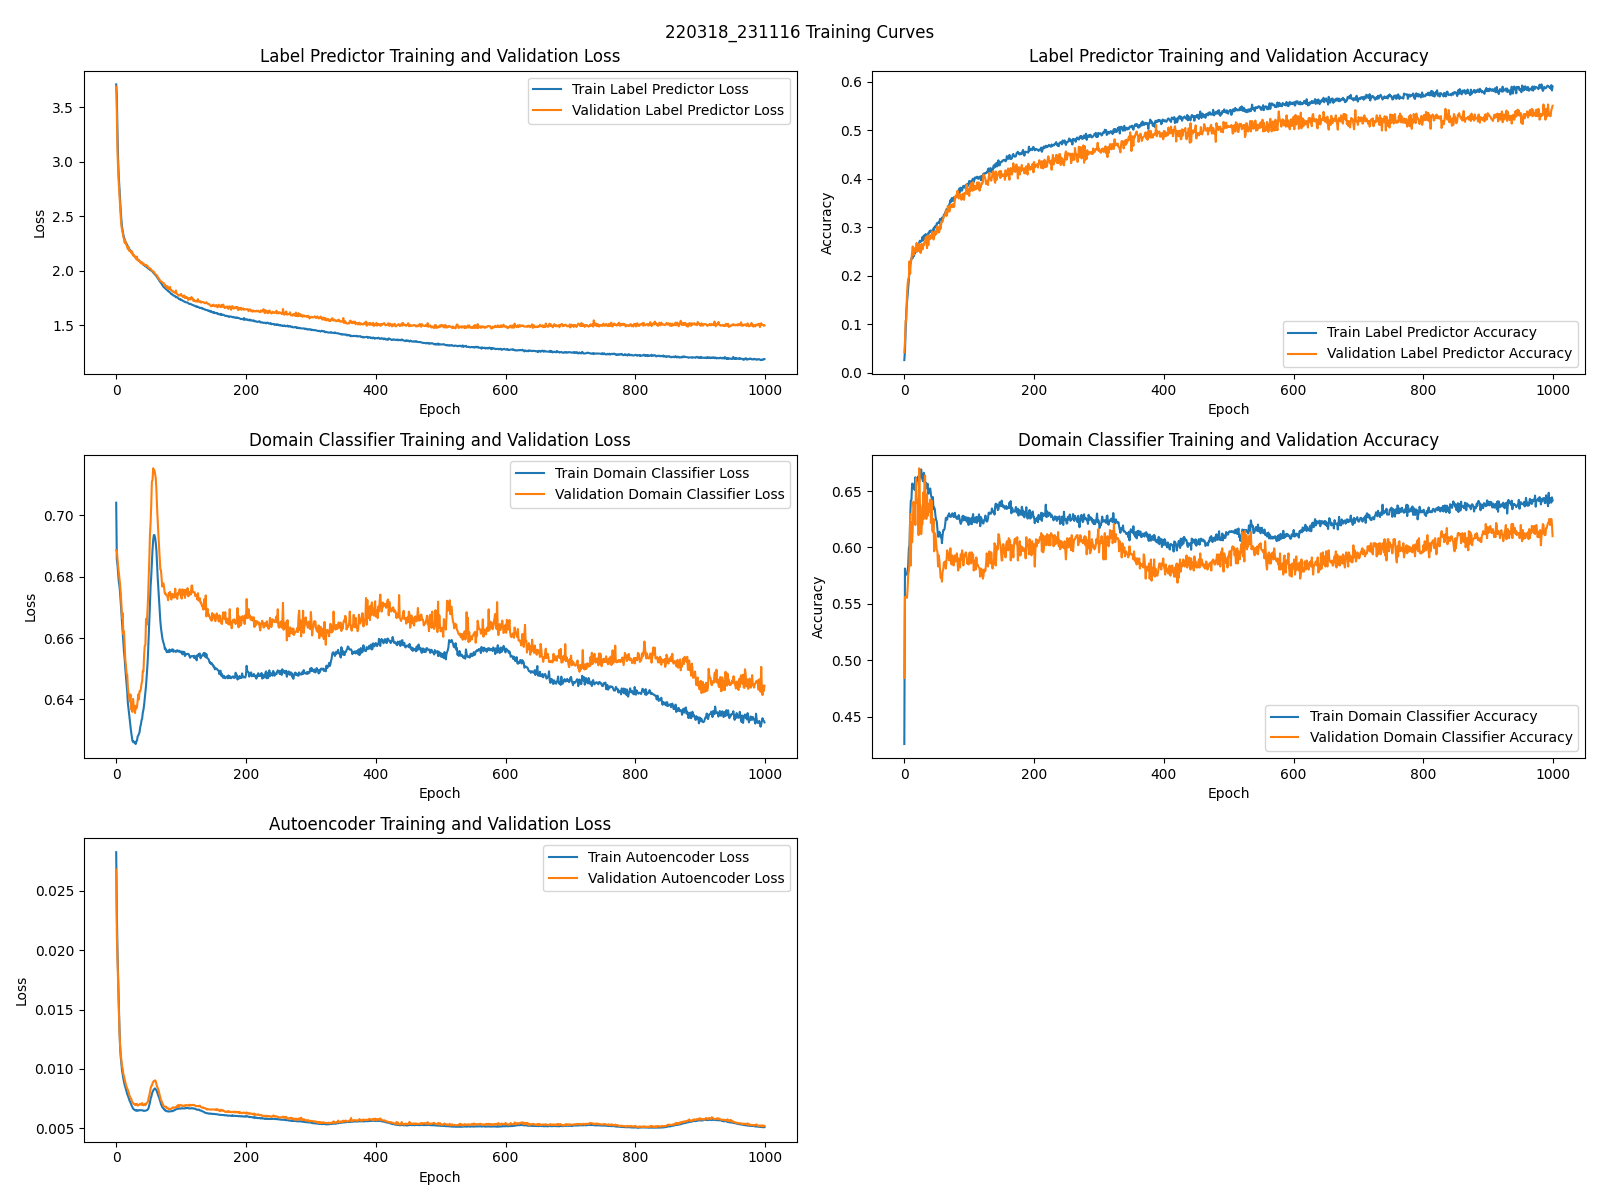 220318_231116 Training Curves
Label Predictor Training and Validation Loss
Train Label Predictor Loss
Validation Label Predictor Loss
3.5
3.0
2.5
2.0
1.5
Loss
0 200 400 600 800 1000
Epoch
Label Predictor Training and Validation Accuracy
0.6
0.5
0.4
0.3
0.2
0.1
0.0
Accuracy
Train Label Predictor Accuracy
Validation Label Predictor Accuracy
0 200 400 600 800 1000
Epoch
Domain Classifier Training and Validation Loss
Train Domain Classifier Loss
Validation Domain Classifier Loss
0.70
0.68
0.66
0.64
Loss
0 200 400 600 800 1000
Epoch
Domain Classifier Training and Validation Accuracy
0.65
0.60
0.55
0.50
0.45
Accuracy
Train Domain Classifier Accuracy
Validation Domain Classifier Accuracy
0 200 400 600 800 1000
Epoch
Autoencoder Training and Validation Loss
Train Autoencoder Loss
Validation Autoencoder Loss
0.025
0.020
0.015
0.010
0.005
Loss
0 200 400 600 800 1000
Epoch